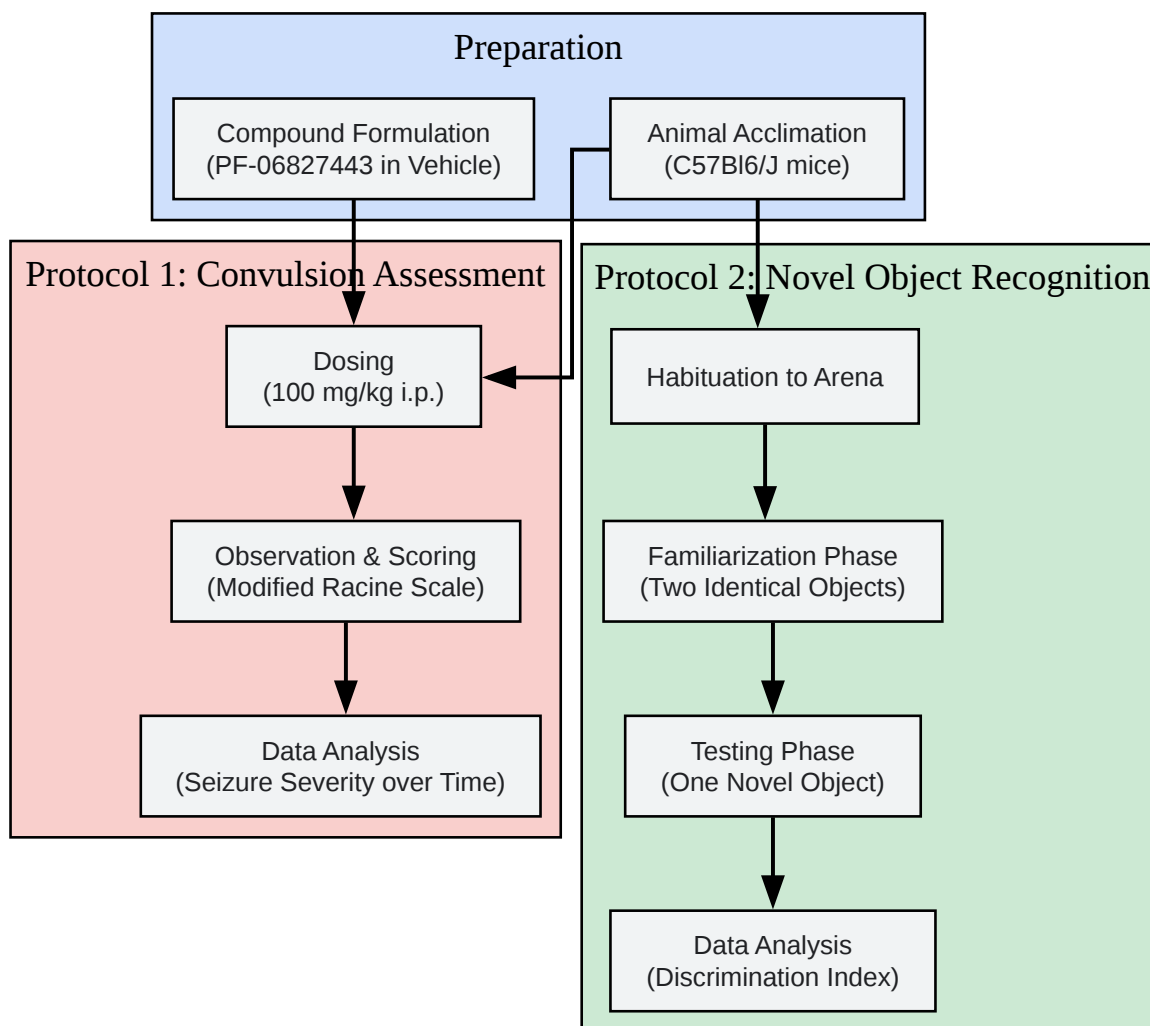 Preparation
Compound Formulation
(PF-06827443 in Vehicle)
Animal Acclimation
(C57Bl6/J mice)
Protocol 1: Convulsion Assessment
Dosing
(100 mg/kg i.p.)
Observation & Scoring
(Modified Racine Scale)
Data Analysis
(Seizure Severity over Time)
Protocol 2: Novel Object Recognition
Habituation to Arena
Familiarization Phase
(Two Identical Objects)
Testing Phase
(One Novel Object)
Data Analysis
(Discrimination Index)